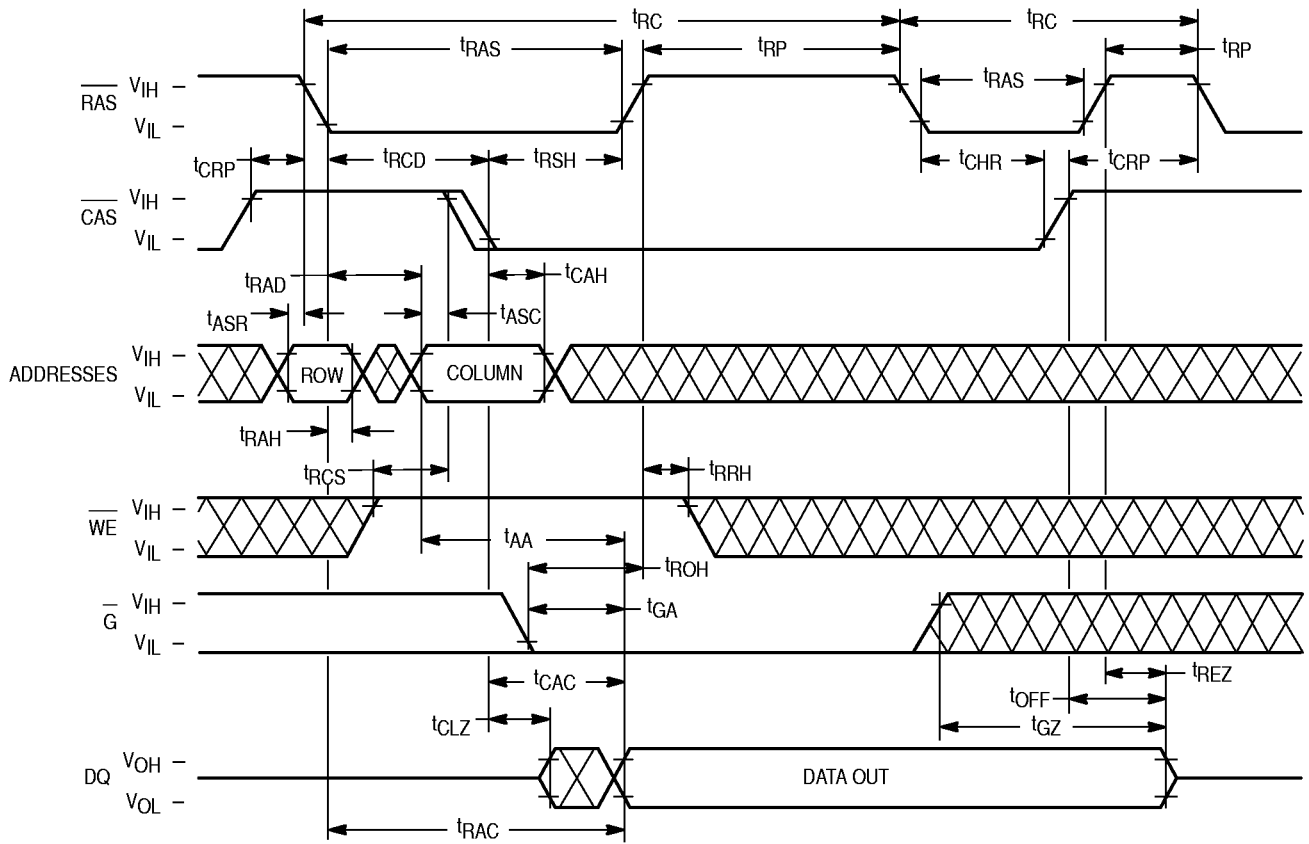 tRC tRC
tRAS tRP tRP
tRAS
RAS VIH
VIL
tCRP tRCD tRSH tCHR tCRP
CAS VIH
VIL
tRAD tCAH
tASR tASC
ADDRESSES VIH
VIL
ROW COLUMN
tRAH
tRCS tRRH
WE VIH
VIL
tAA
tROH
G VIH
VIL
tGA
tCAC tREZ
tOFF
tCLZ tGZ
DQ VOH
VOL
DATA OUT
tRAC